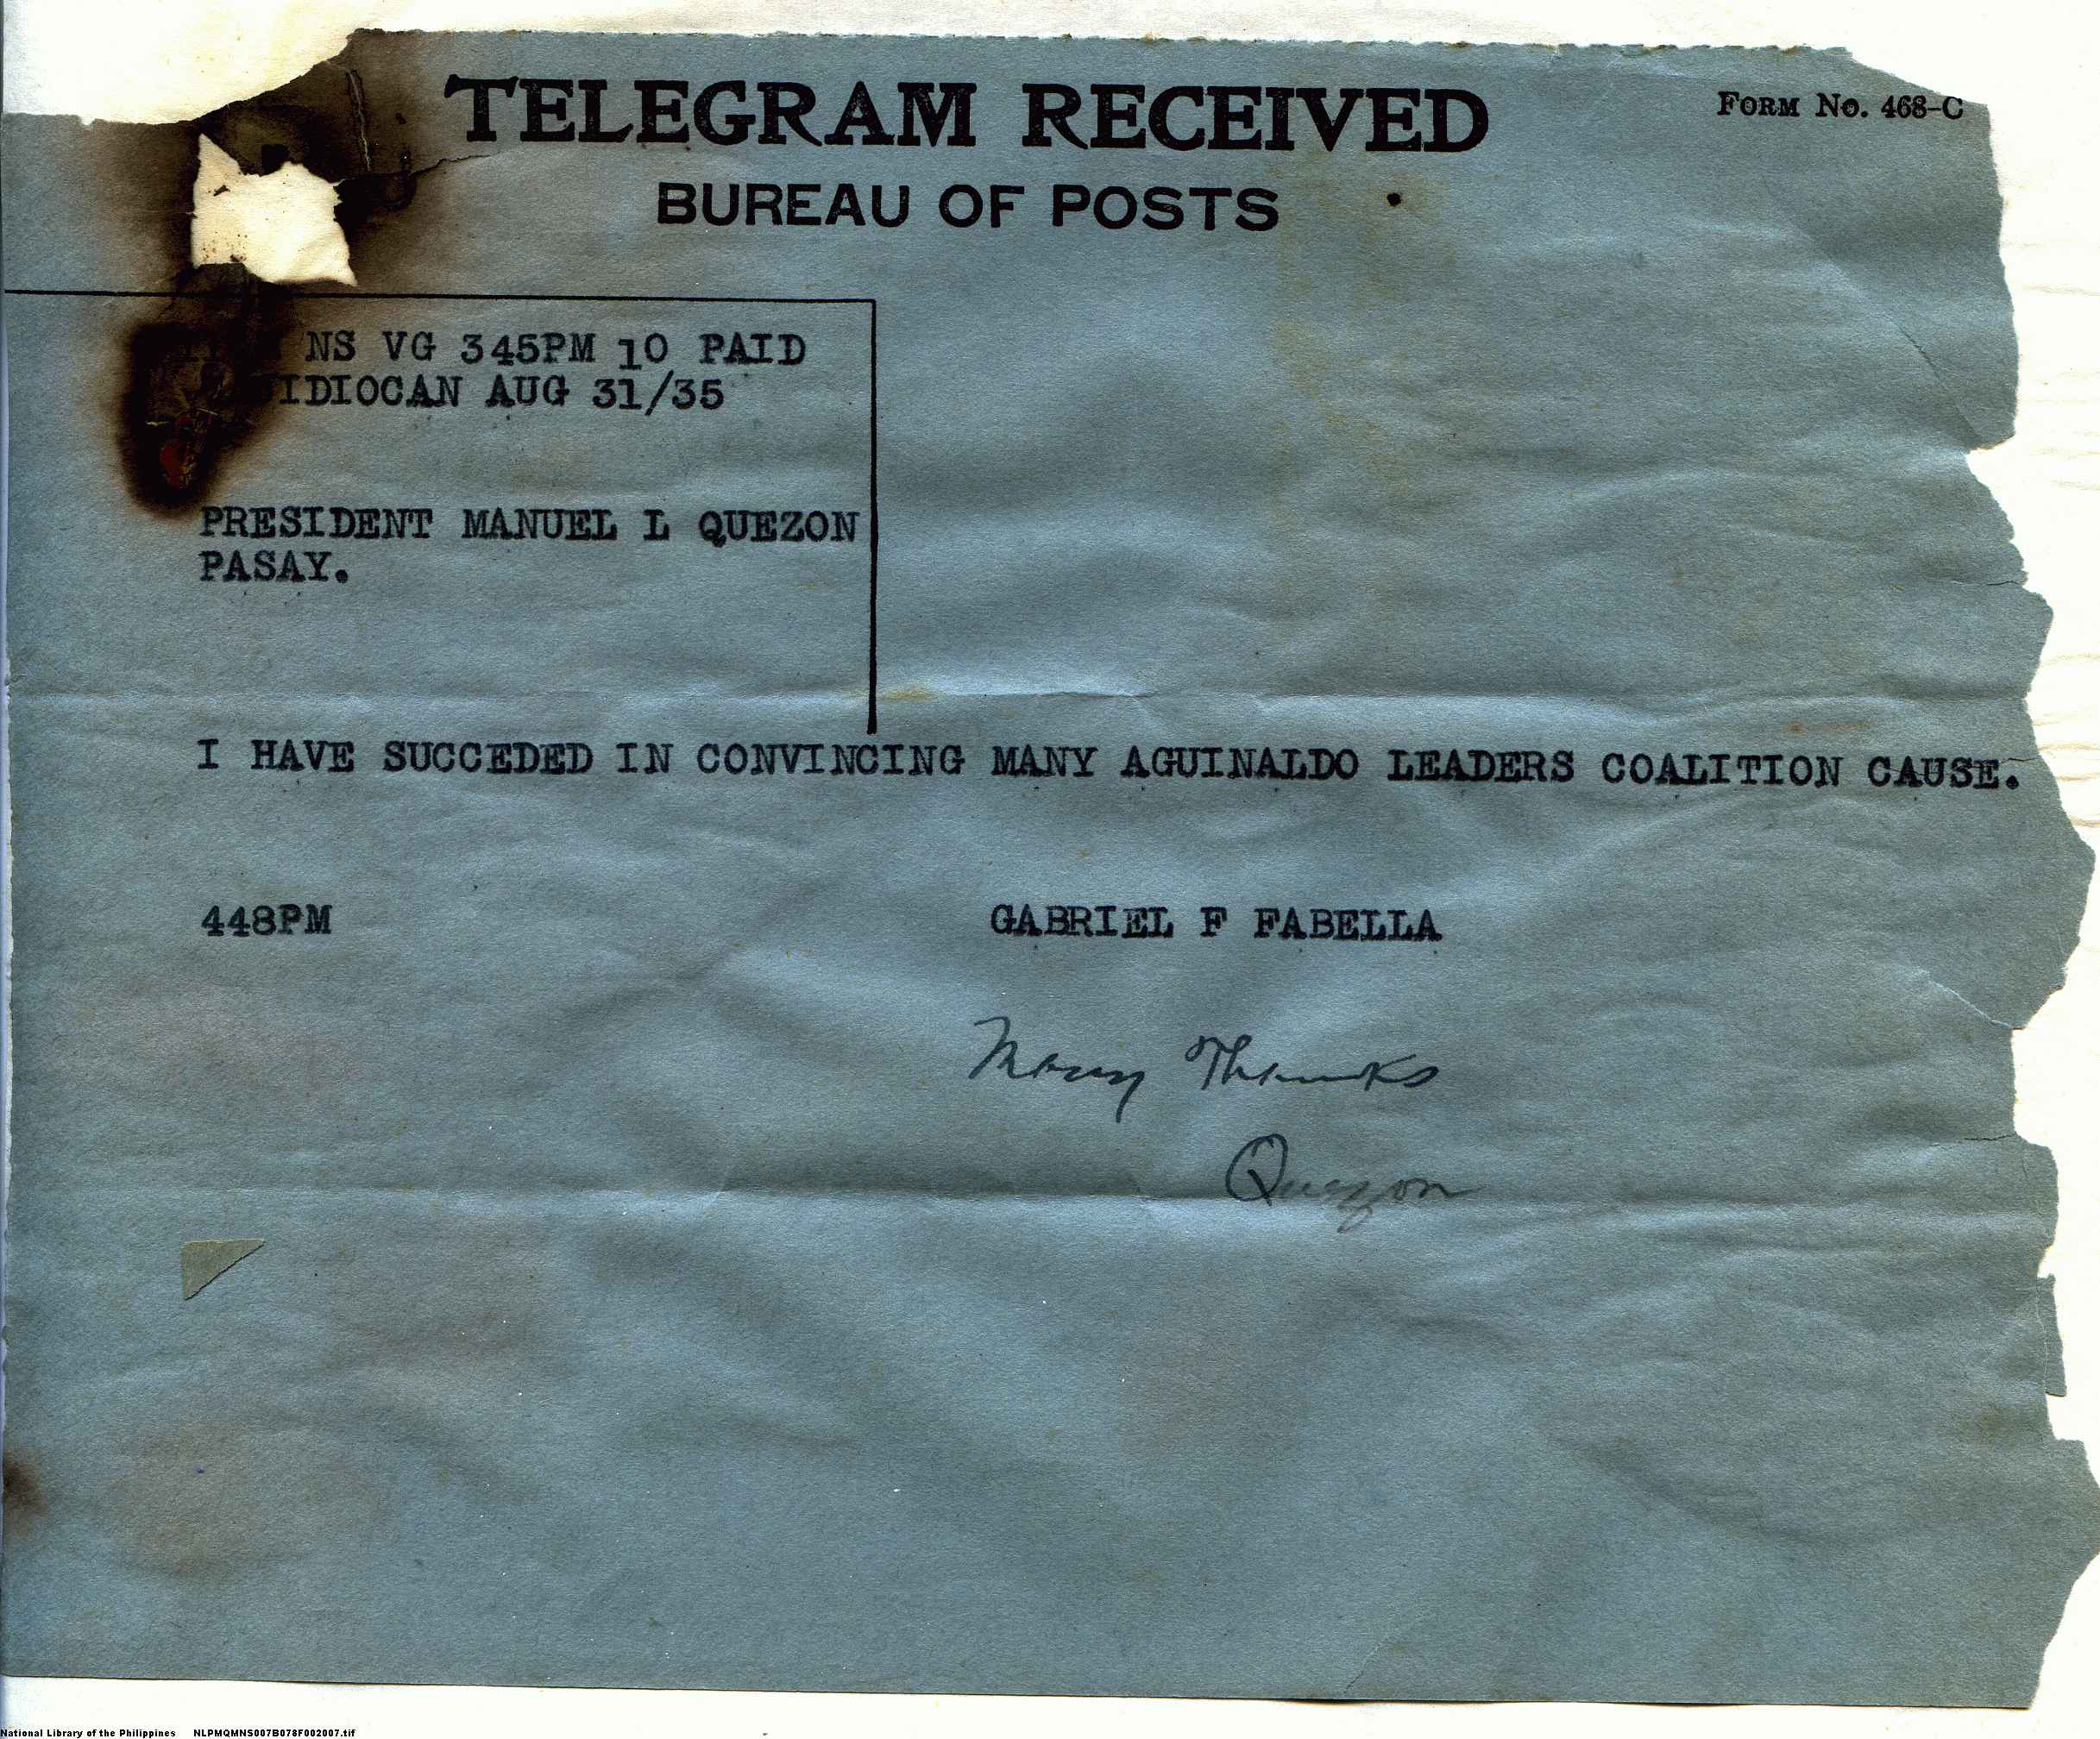 TELEGRAM RECEIVED
FORM NO. 468-C
BUREAU OF POSTS
NS VG 345PM 10 PAID
IDIOCAN AUG 31/35
PRESIDENT MANUEL L QUEZON
PASAY.
I HAVE SUCCEDED IN CONVINCING MANY AGUINALDO LEADERS COALITION CAUSE.
448PM
GABRIEL F FABELLA
Many Thanks
Quezon
National Library of the Philippines NLPMQMNS007B078F002007.tif